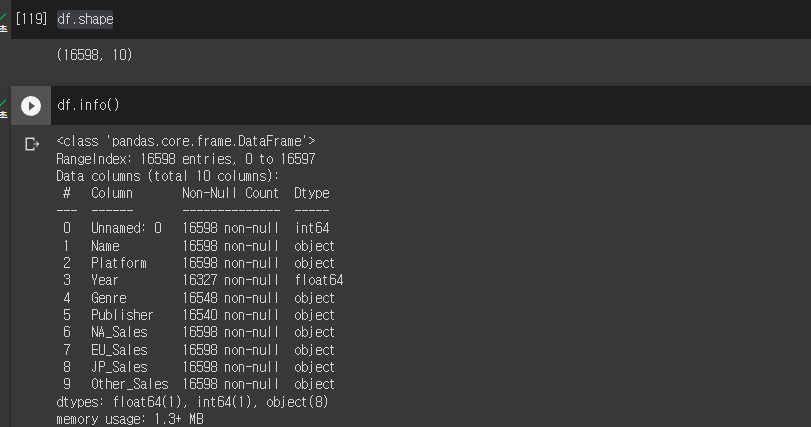 [119] df.shape
(16598, 10)
df.info()
<class 'pandas.core.frame.DataFrame'>
RangeIndex: 16598 entries, 0 to 16597
Data columns (total 10 columns):
#   Column       Non-Null Count  Dtype
---  ------       --------------  -----
0   Unnamed: 0   16598 non-null  int64
1   Name         16598 non-null  object
2   Platform     16598 non-null  object
3   Year         16327 non-null  float64
4   Genre        16548 non-null  object
5   Publisher    16540 non-null  object
6   NA_Sales     16598 non-null  object
7   EU_Sales     16598 non-null  object
8   JP_Sales     16598 non-null  object
9   Other_Sales  16598 non-null  object
dtypes: float64(1), int64(1), object(8)
memory usage: 1.3+ MB